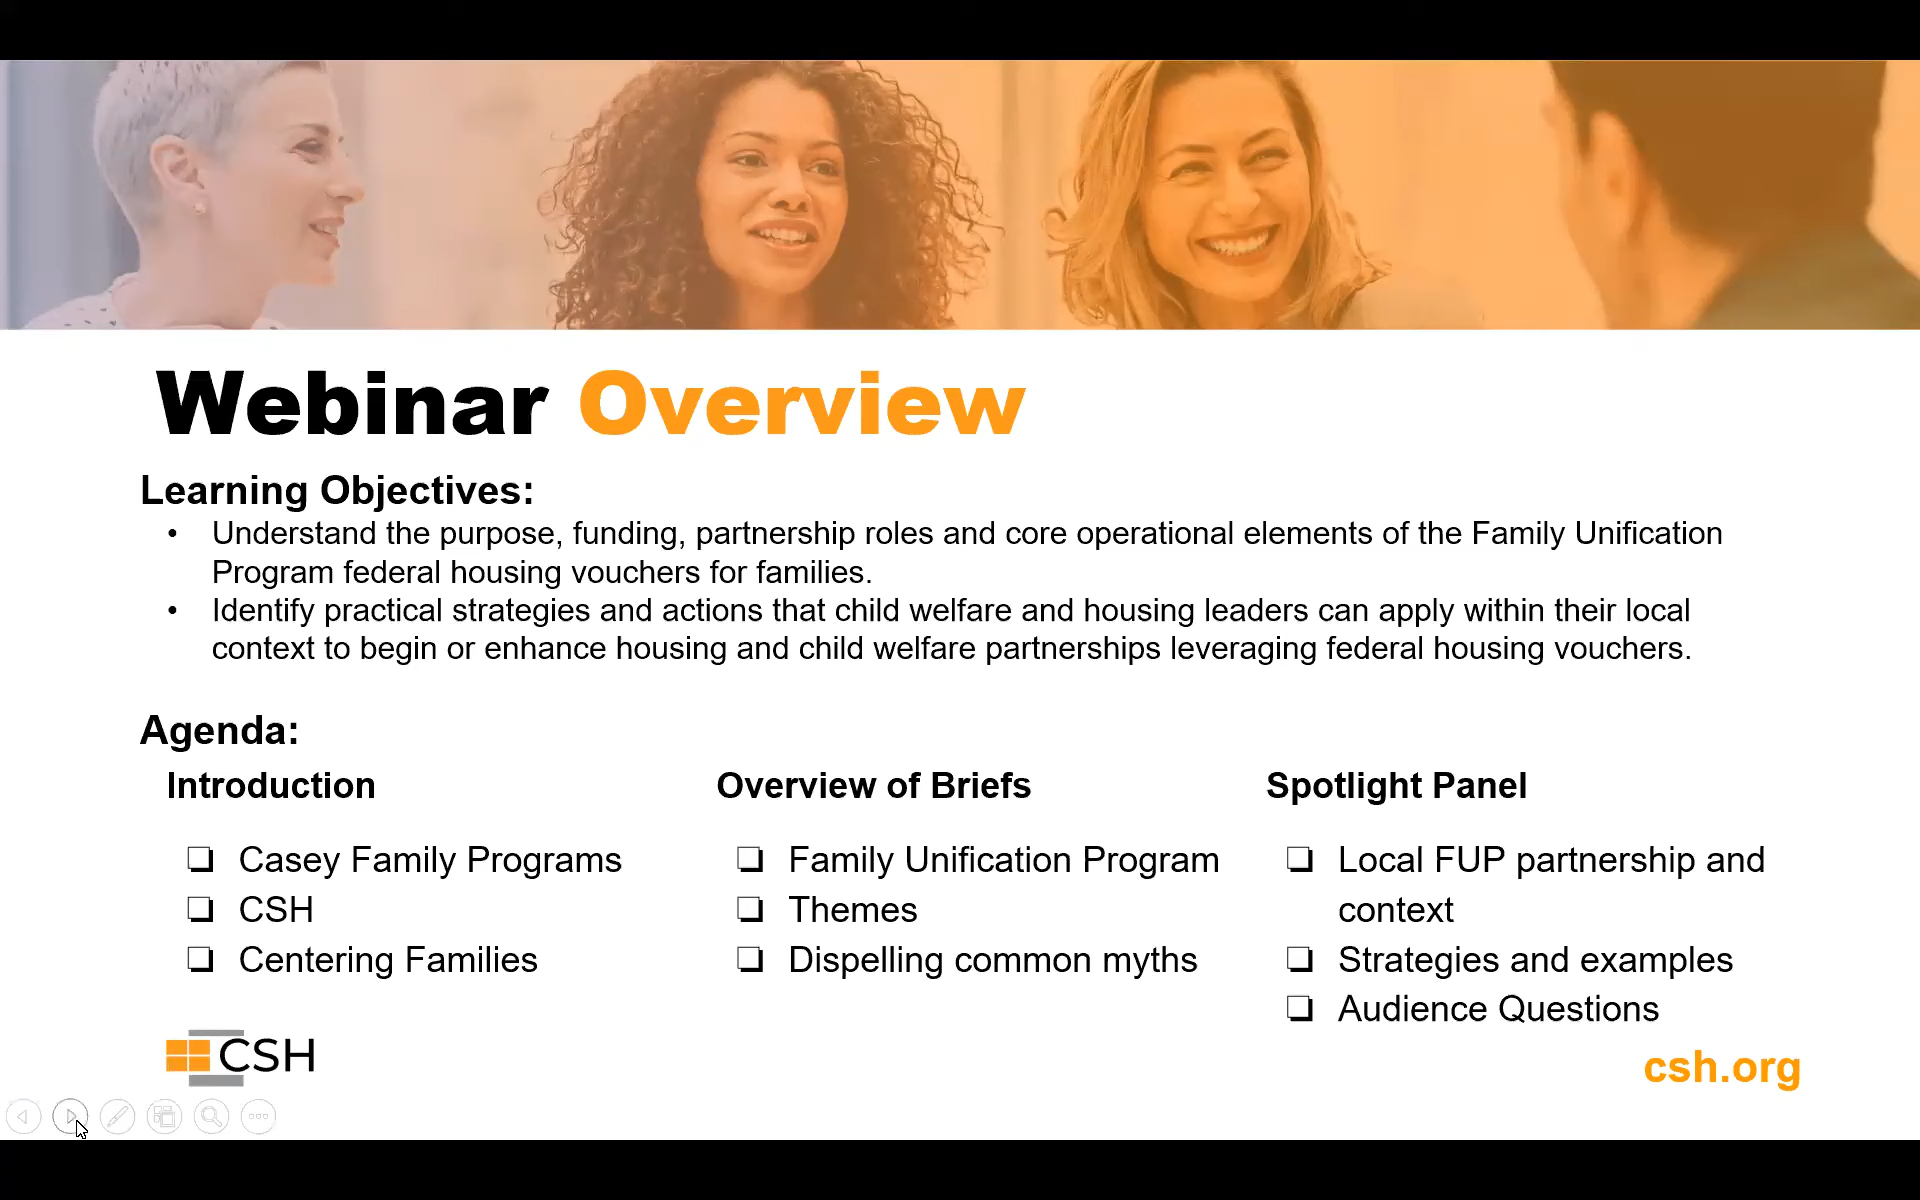 Webinar Overview
Learning Objectives:
• Understand the purpose, funding, partnership roles and core operational elements of the Family Unification
Program federal housing vouchers for families.
• Identify practical strategies and actions that child welfare and housing leaders can apply within their local
context to begin or enhance housing and child welfare partnerships leveraging federal housing vouchers.
Agenda:
Introduction
❏ Casey Family Programs
❏ CSH
❏ Centering Families
Overview of Briefs
❏ Family Unification Program
❏ Themes
❏ Dispelling common myths
Spotlight Panel
❏ Local FUP partnership and
context
❏ Strategies and examples
❏ Audience Questions
CSH
csh.org